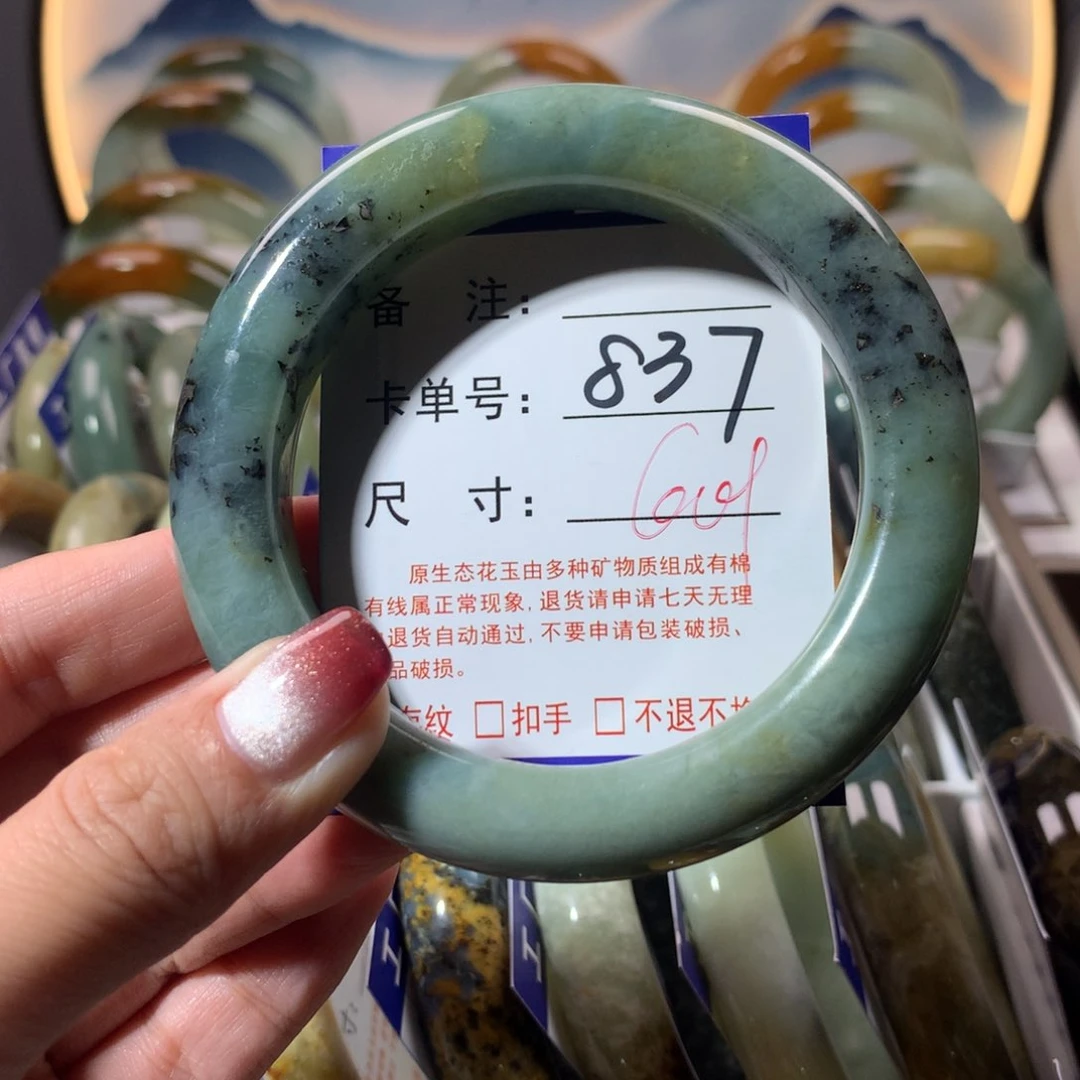 备 注:
卡单号: 837
尺 寸:
原生态花玉由多种矿物质组成有棉
有线属正常现象,退货请申请七天无理
退货自动通过,不要申请包装破损、
品破损。
有纹 □扣手 □不退不换